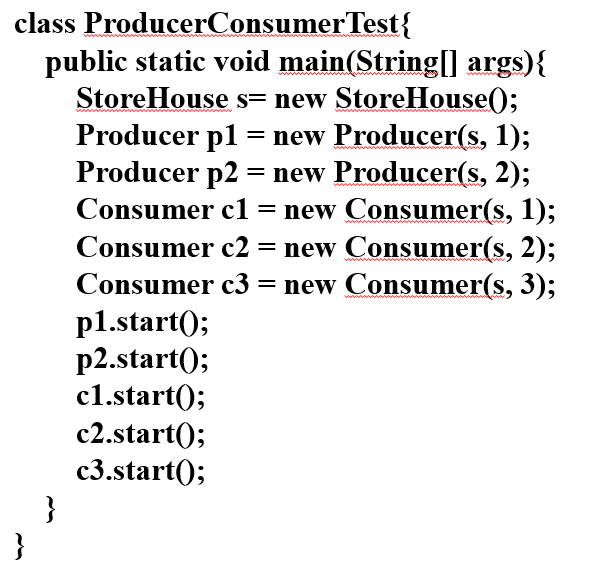 class ProducerConsumerTest{
public static void main(String[] args){
StoreHouse s= new StoreHouse();
Producer p1 = new Producer(s, 1);
Producer p2 = new Producer(s, 2);
Consumer c1 = new Consumer(s, 1);
Consumer c2 = new Consumer(s, 2);
Consumer c3 = new Consumer(s, 3);
p1.start();
p2.start();
c1.start();
c2.start();
c3.start();
}
}